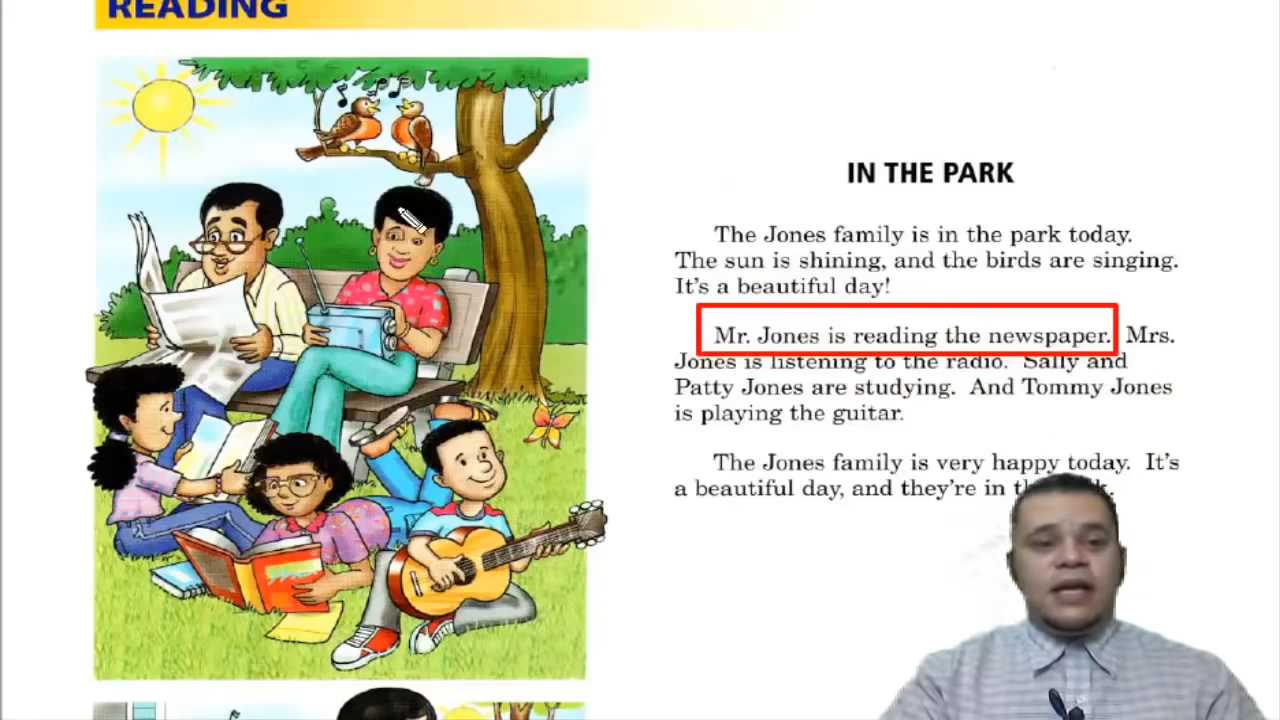 READING
IN THE PARK
The Jones family is in the park today.
The sun is shining, and the birds are singing.
It's a beautiful day!
Mr. Jones is reading the newspaper. Mrs.
Jones is listening to the radio. Sally and
Patty Jones are studying. And Tommy Jones
is playing the guitar.
The Jones family is very happy today. It's
a beautiful day, and they're in